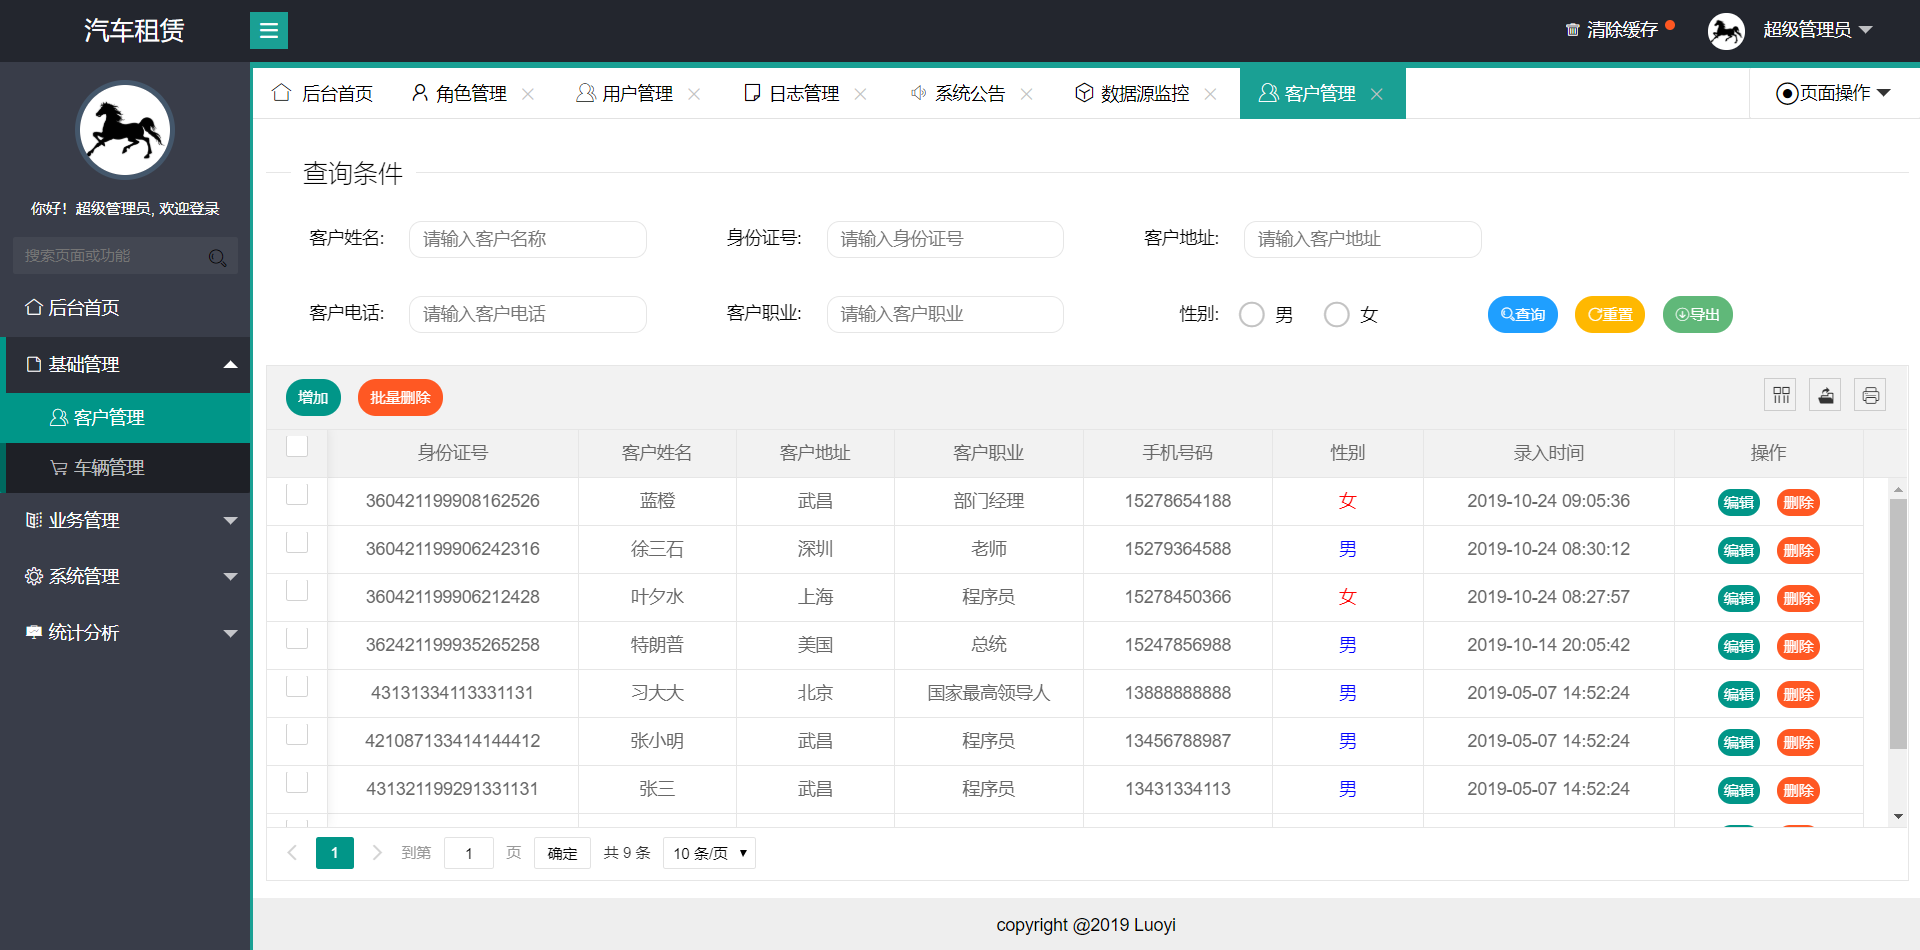 汽车租赁
清除缓存
超级管理员
你好！超级管理员, 欢迎登录
搜索页面或功能
后台首页
基础管理
客户管理
车辆管理
业务管理
系统管理
统计分析
后台首页 角色管理 用户管理 日志管理 系统公告 数据源监控 客户管理 页面操作
查询条件
客户姓名: 请输入客户名称 身份证号: 请输入身份证号 客户地址: 请输入客户地址
客户电话: 请输入客户电话 客户职业: 请输入客户职业 性别: 男 女 查询 重置 导出
增加 批量删除
身份证号 客户姓名 客户地址 客户职业 手机号码 性别 录入时间 操作
360421199908162526 蓝橙 武昌 部门经理 15278654188 女 2019-10-24 09:05:36 编辑 删除
360421199906242316 徐三石 深圳 老师 15279364588 男 2019-10-24 08:30:12 编辑 删除
360421199906212428 叶夕水 上海 程序员 15278450366 女 2019-10-24 08:27:57 编辑 删除
362421199935265258 特朗普 美国 总统 15247856988 男 2019-10-14 20:05:42 编辑 删除
43131334113331131 习大大 北京 国家最高领导人 13888888888 男 2019-05-07 14:52:24 编辑 删除
421087133414144412 张小明 武昌 程序员 13456788987 男 2019-05-07 14:52:24 编辑 删除
431321199291331131 张三 武昌 程序员 13431334113 男 2019-05-07 14:52:24 编辑 删除
1 到第 1 页 确定 共 9 条 10 条/页
copyright @2019 Luoyi